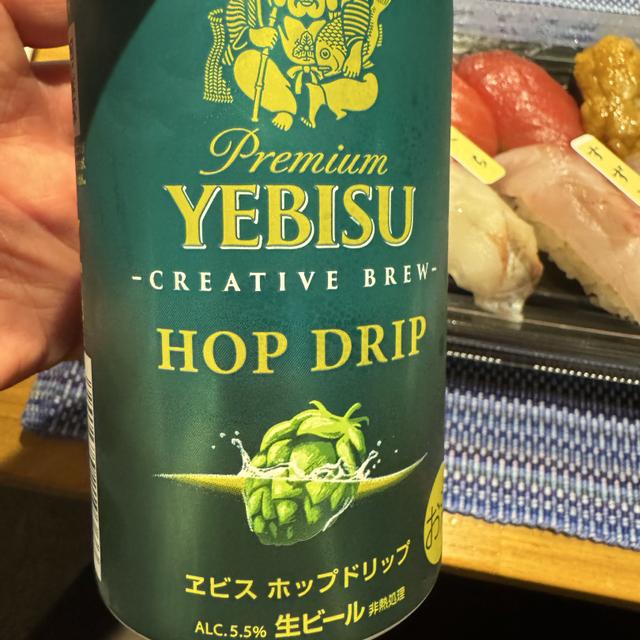 Premium
YEBISU
-CREATIVE BREW-
HOP DRIP
ヱビス ホップドリップ
ALC.5.5% 生ビール 非熱処理
お